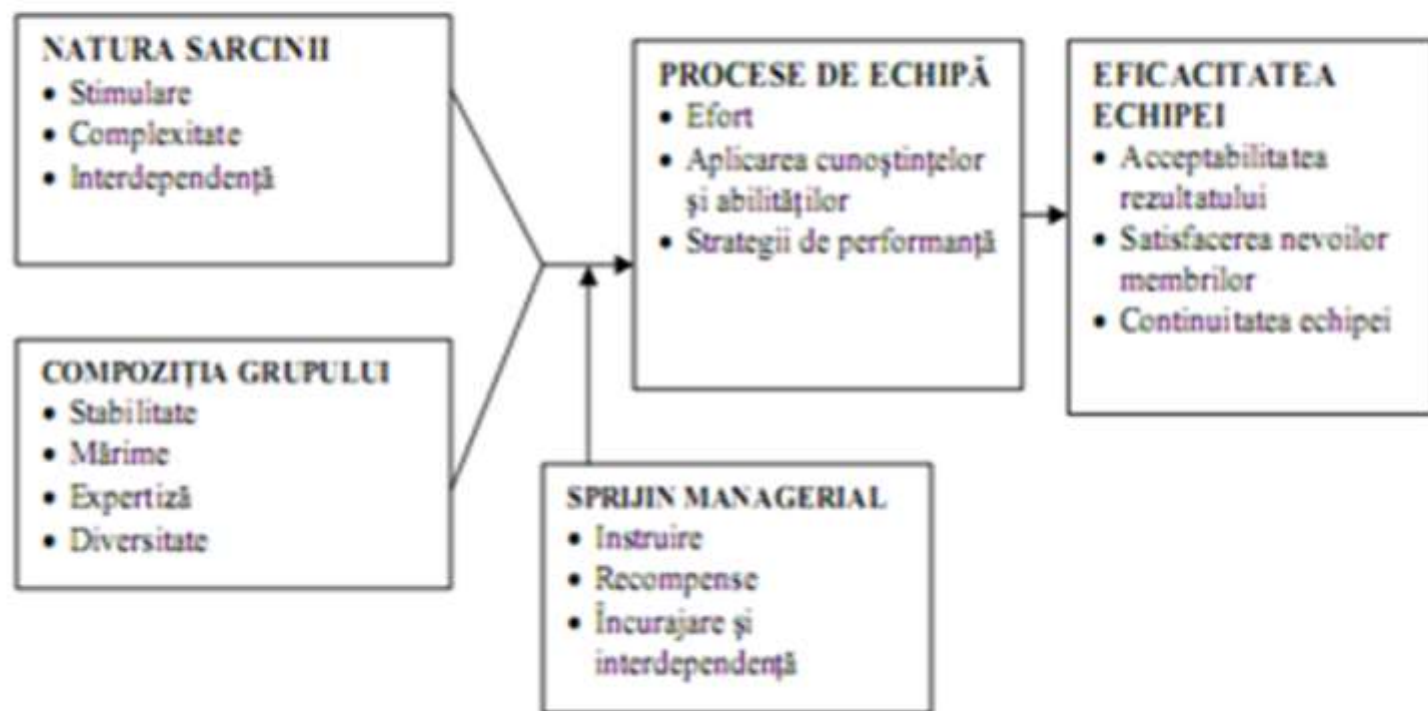 NATURA SARCINII
• Stimulare
• Complexitate
• Interdependenţă
COMPOZIŢIA GRUPULUI
• Stabilitate
• Mărime
• Expertiză
• Diversitate
SPRIJIN MANAGERIAL
• Instruire
• Recompense
• Încurajare şi
interdependenţă
PROCESE DE ECHIPĂ
• Efort
• Aplicarea cunoştinţelor
şi abilităţilor
• Strategii de performanţă
EFICACITATEA
ECHIPEI
• Acceptabilitatea
rezultatului
• Satisfacerea nevoilor
membrilor
• Continuitatea echipei